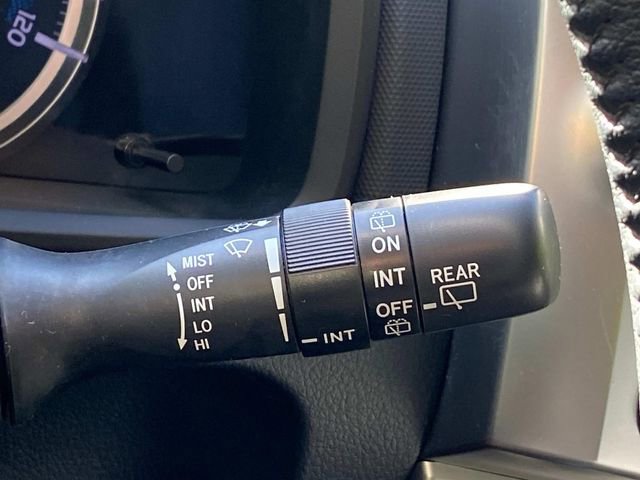 120
MIST
OFF
INT
LO
HI
INT
ON
INT
OFF
REAR